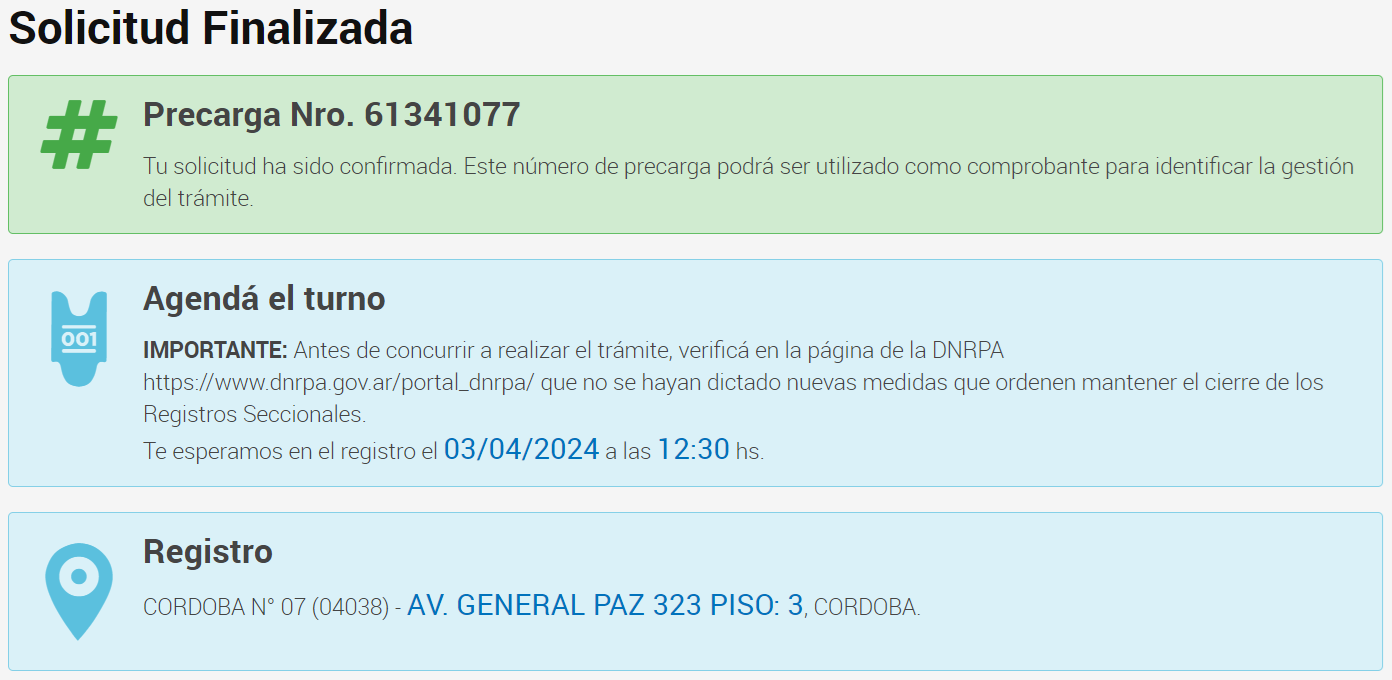 Solicitud Finalizada
Precarga Nro. 61341077
Tu solicitud ha sido confirmada. Este número de precarga podrá ser utilizado como comprobante para identificar la gestión
del trámite.
Agendá el turno
001
IMPORTANTE: Antes de concurrir a realizar el trámite, verificá en la página de la DNRPA
https://www.dnrpa.gov.ar/portal_dnrpa/ que no se hayan dictado nuevas medidas que ordenen mantener el cierre de los
Registros Seccionales.
Te esperamos en el registro el 03/04/2024 a las 12:30 hs.
Registro
CORDOBA N° 07 (04038) - AV. GENERAL PAZ 323 PISO: 3, CORDOBA.